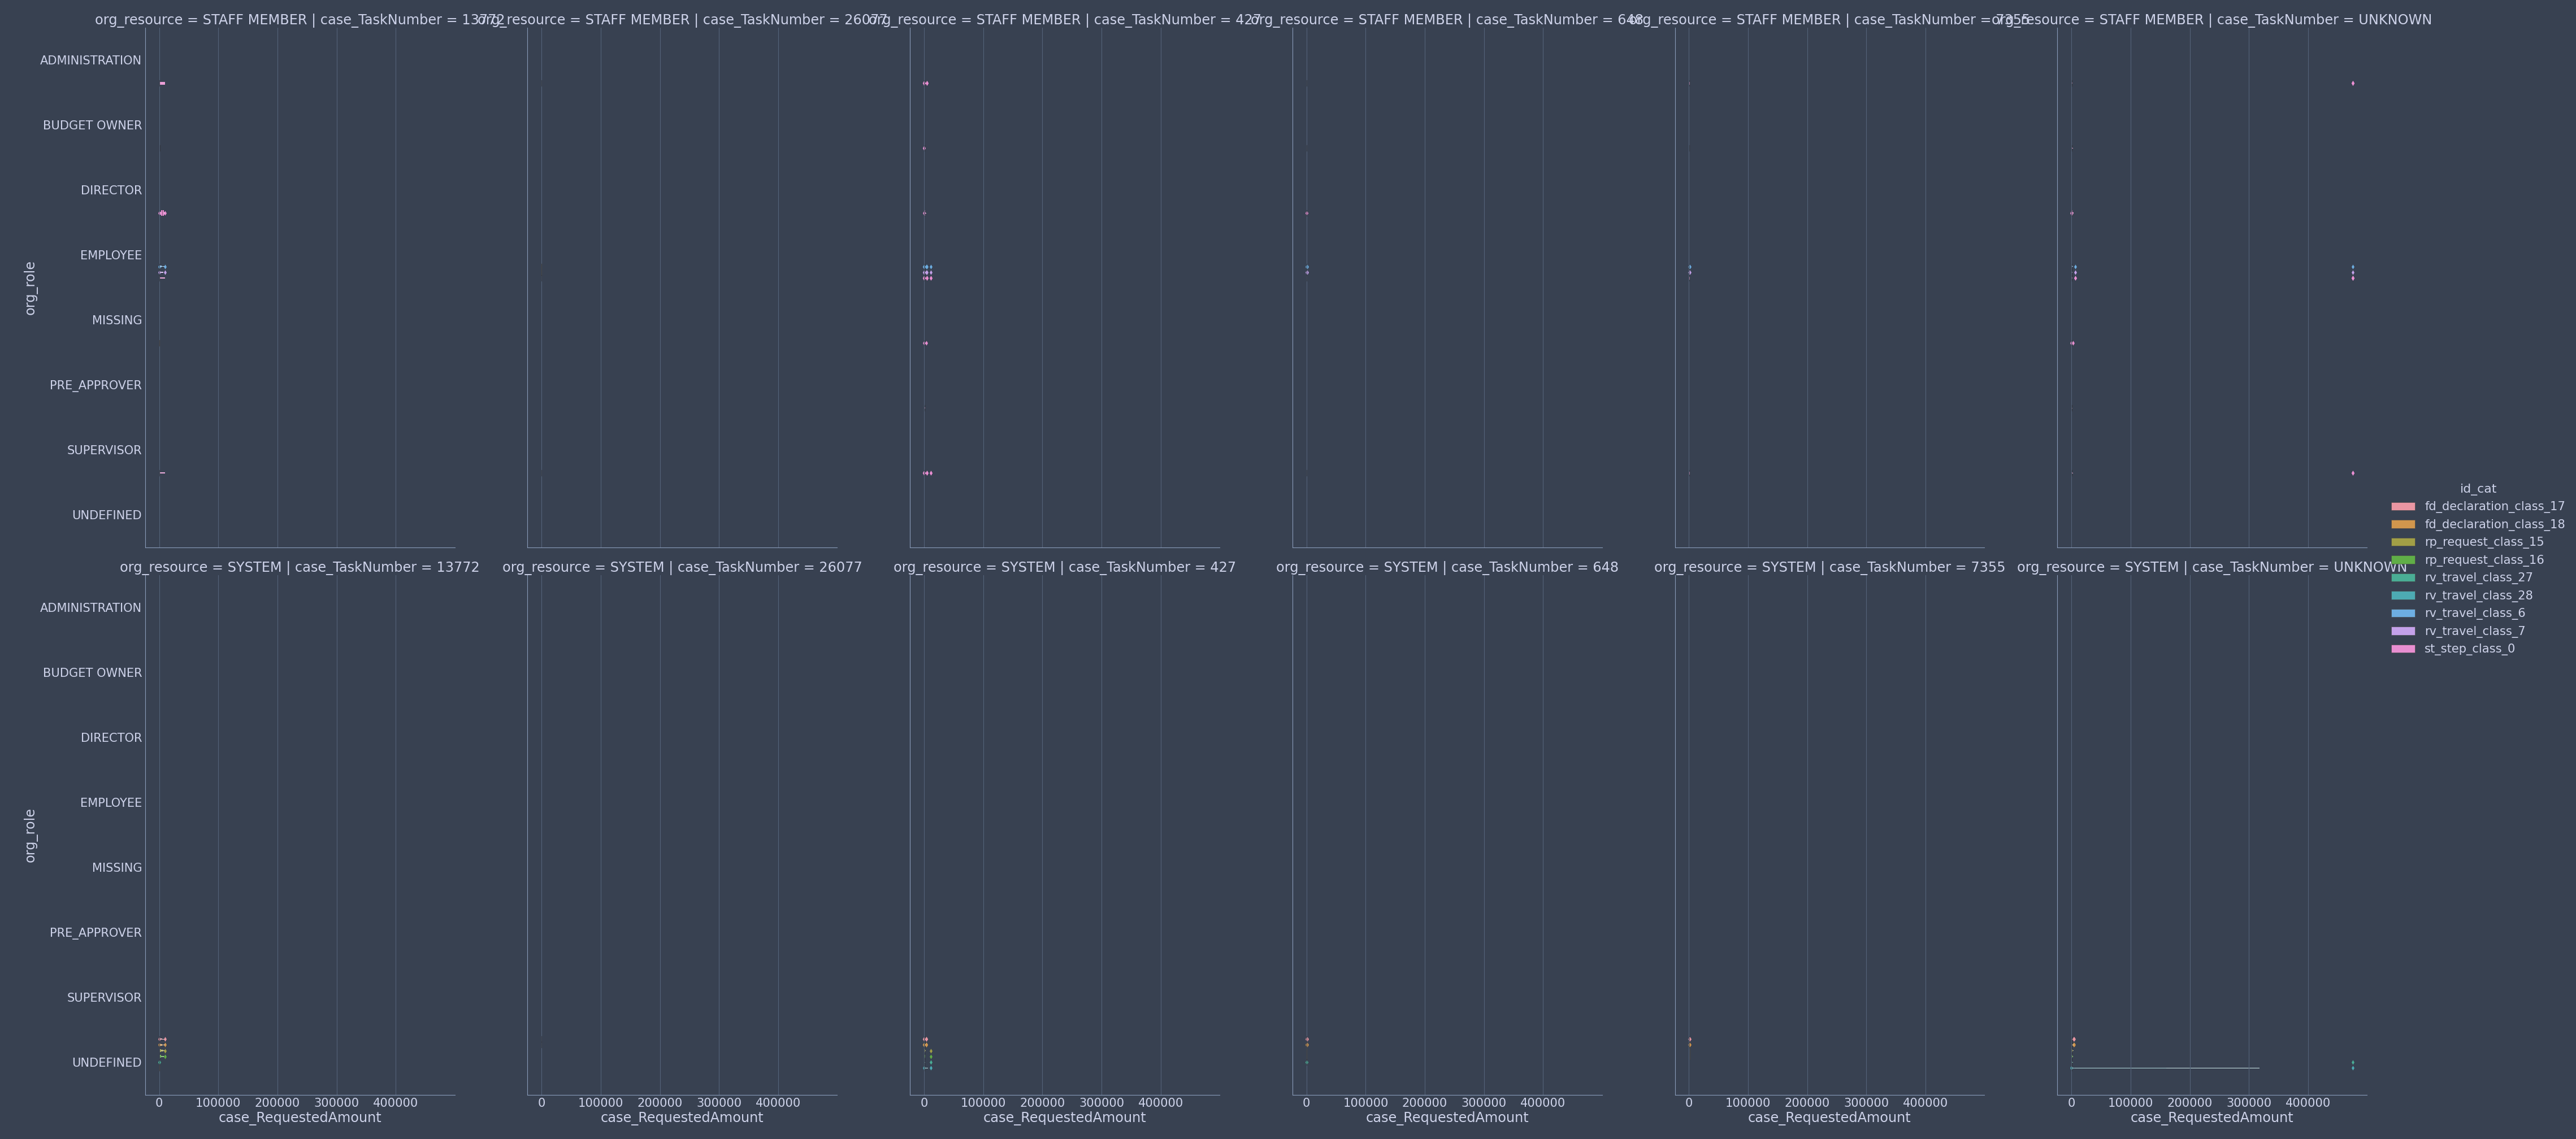 org_resource = STAFF MEMBER | case_TaskNumber = 13772
org_resource = STAFF MEMBER | case_TaskNumber = 26077
org_resource = STAFF MEMBER | case_TaskNumber = 427
org_resource = STAFF MEMBER | case_TaskNumber = 648
org_resource = STAFF MEMBER | case_TaskNumber = 7355
org_resource = STAFF MEMBER | case_TaskNumber = UNKNOWN
org_role
ADMINISTRATION
BUDGET OWNER
DIRECTOR
EMPLOYEE
MISSING
PRE_APPROVER
SUPERVISOR
UNDEFINED
id_cat
fd_declaration_class_17
fd_declaration_class_18
rp_request_class_15
rp_request_class_16
rv_travel_class_27
rv_travel_class_28
rv_travel_class_6
rv_travel_class_7
st_step_class_0
org_resource = SYSTEM | case_TaskNumber = 13772
org_resource = SYSTEM | case_TaskNumber = 26077
org_resource = SYSTEM | case_TaskNumber = 427
org_resource = SYSTEM | case_TaskNumber = 648
org_resource = SYSTEM | case_TaskNumber = 7355
org_resource = SYSTEM | case_TaskNumber = UNKNOWN
org_role
ADMINISTRATION
BUDGET OWNER
DIRECTOR
EMPLOYEE
MISSING
PRE_APPROVER
SUPERVISOR
UNDEFINED
0 100000 200000 300000 400000
case_RequestedAmount
0 100000 200000 300000 400000
case_RequestedAmount
0 100000 200000 300000 400000
case_RequestedAmount
0 100000 200000 300000 400000
case_RequestedAmount
0 100000 200000 300000 400000
case_RequestedAmount
0 100000 200000 300000 400000
case_RequestedAmount